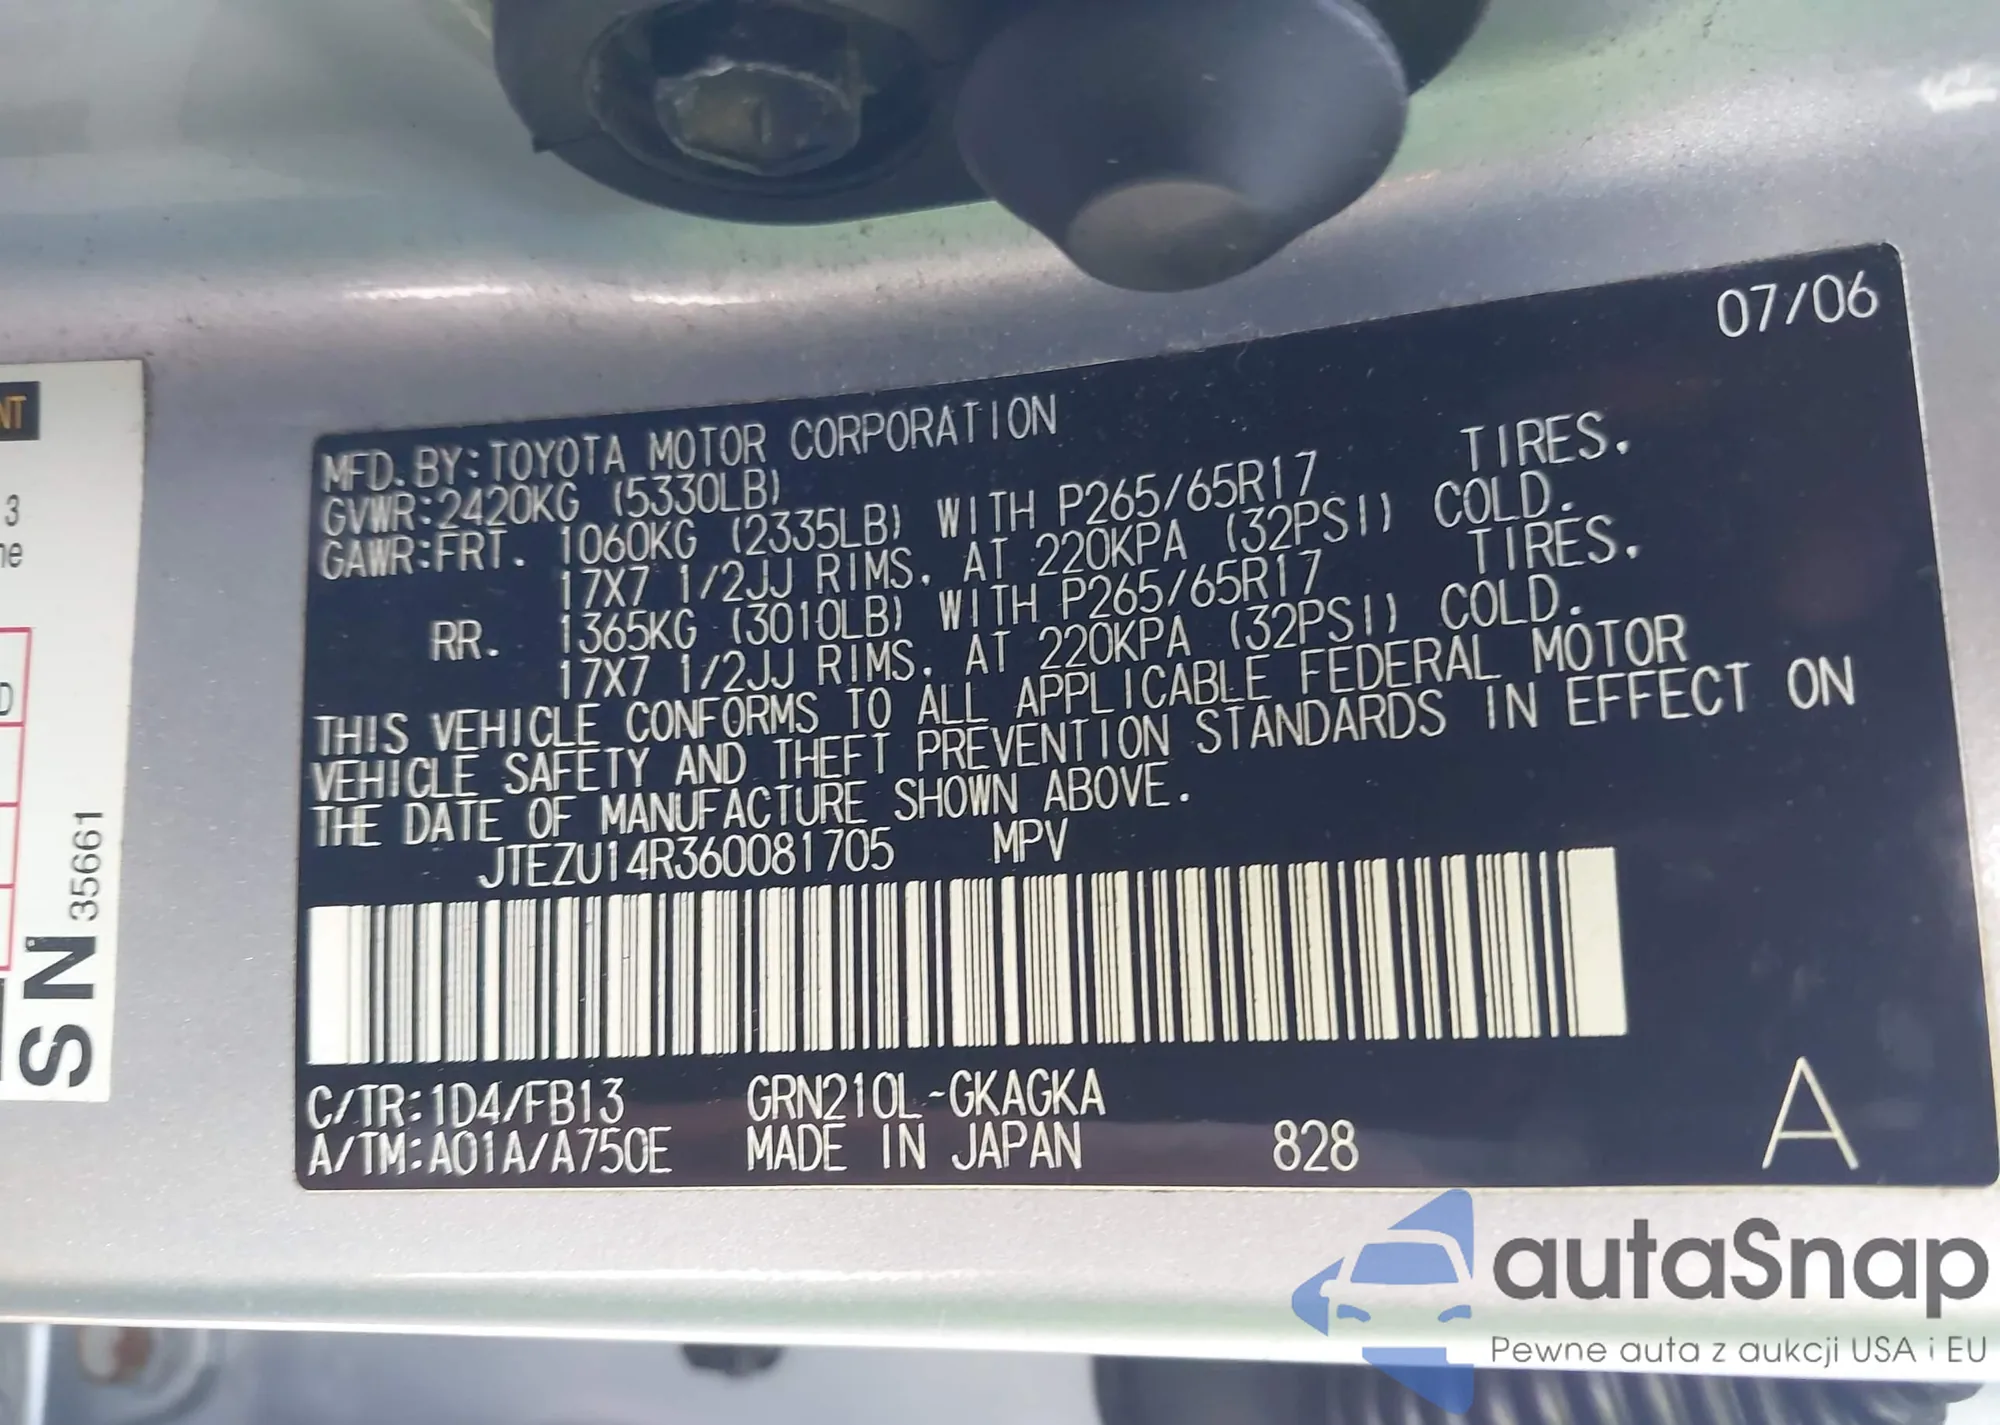 07/06
MFD.BY:TOYOTA MOTOR CORPORATION
GVWR:2420KG (5330LB)
GAWR:FRT. 1060KG (2335LB) WITH P265/65R17 TIRES.
17X7 1/2JJ RIMS, AT 220KPA (32PSI) COLD.
RR. 1365KG (3010LB) WITH P265/65R17 TIRES.
17X7 1/2JJ RIMS, AT 220KPA (32PSI) COLD.
THIS VEHICLE CONFORMS TO ALL APPLICABLE FEDERAL MOTOR
VEHICLE SAFETY AND THEFT PREVENTION STANDARDS IN EFFECT ON
THE DATE OF MANUFACTURE SHOWN ABOVE.
JTEZU14R360081705 MPV
C/TR:1D4/FB13 GRN210L-GKAGKA
A/TM:A01A/A750E MADE IN JAPAN 828 A
NT
3
ne
D
SN 35661
autaSnap
Pewne auta z aukcji USA i EU